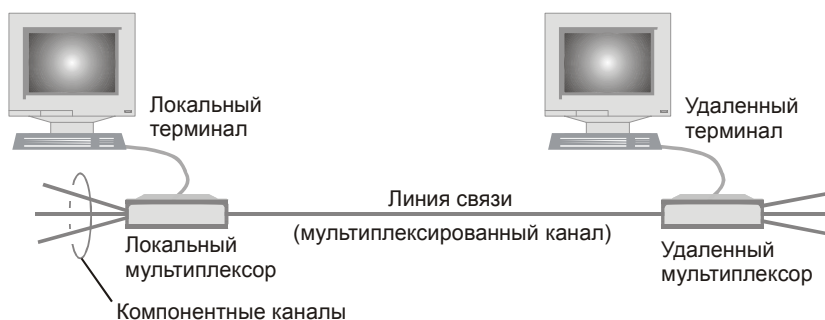 Локальный
терминал
Удаленный
терминал
Линия связи
(мультиплексированный канал)
Локальный
мультиплексор
Удаленный
мультиплексор
Компонентные каналы